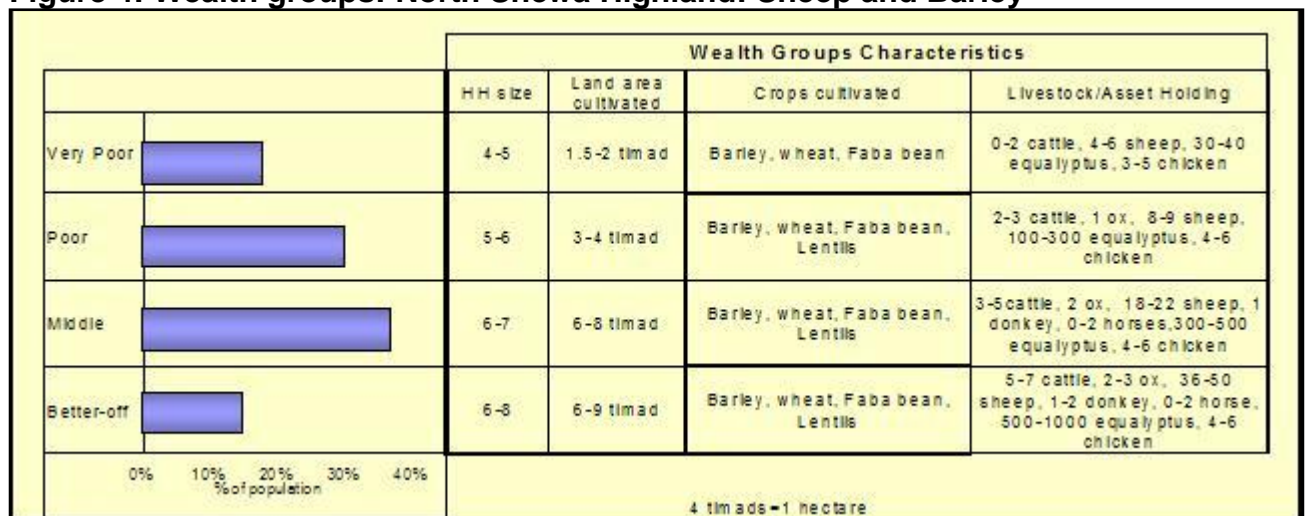 Figure 4. Wealth groups: North Showa Highland: Sheep and Barley
Wealth Groups Characteristics
HH size
Land area
cultivated
Crops cultivated
Livestock/Asset Holding
Very Poor
4-5
1.5-2 timad
Barley, wheat, Faba bean
0-2 cattle, 4-6 sheep, 30-40
equalyptus, 3-5 chicken
Poor
5-6
3-4 timad
Barley, wheat, Faba bean,
Lentils
2-3 cattle, 1 ox, 8-9 sheep,
100-300 equalyptus, 4-6
chicken
Middle
6-7
6-8 timad
Barley, wheat, Faba bean,
Lentils
3-5cattle, 2 ox, 18-22 sheep, 1
donkey, 0-2 horses,300-500
equalyptus, 4-6 chicken
Better-off
6-8
6-9 timad
Barley, wheat, Faba bean,
Lentils
5-7 cattle, 2-3 ox, 36-50
sheep, 1-2 donkey, 0-2 horse,
500-1000 equalyptus, 4-6
chicken
0% 10% 20% 30% 40%
% of population
4 timads=1 hectare